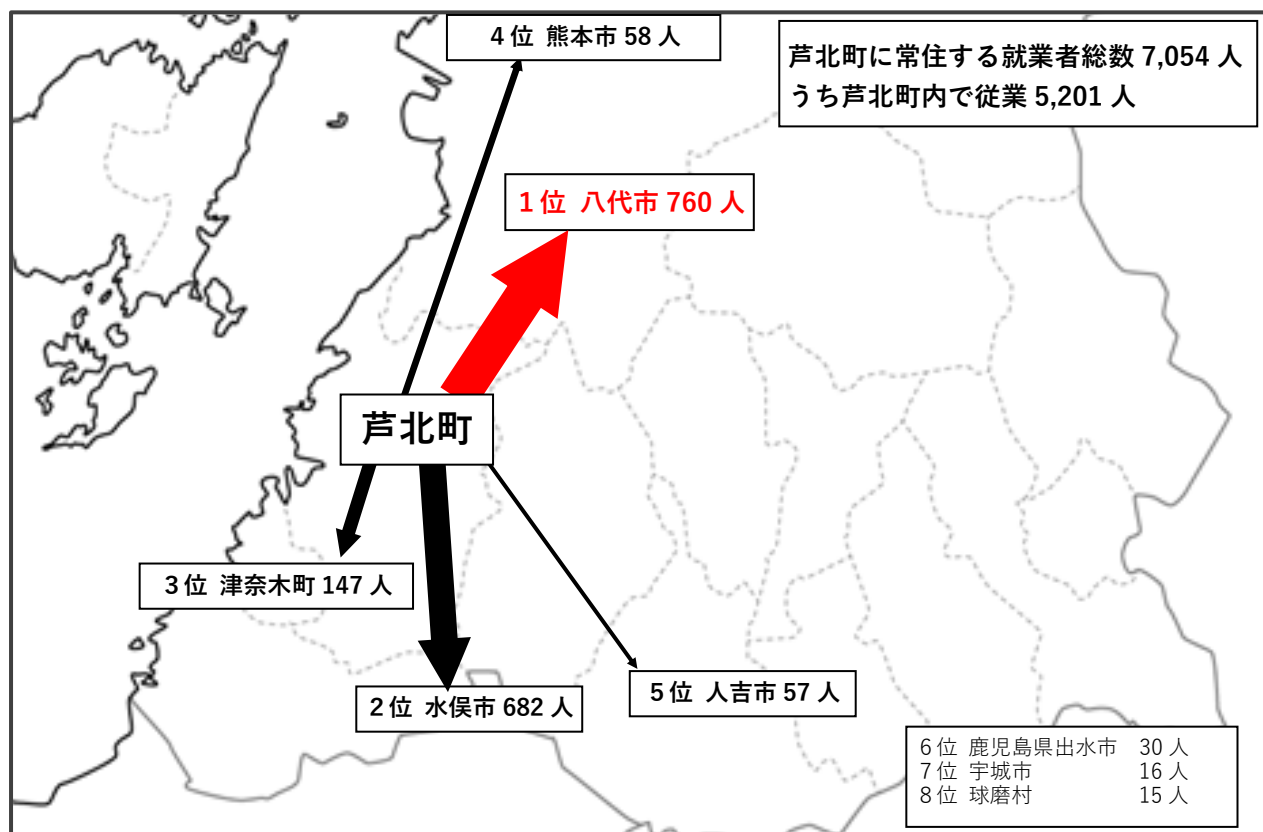 4位 熊本市 58 人
芦北町に常住する就業者総数 7,054 人
うち芦北町内で従業 5,201 人
1位 八代市 760 人
芦北町
3位 津奈木町 147 人
2位 水俣市 682 人
5位 人吉市 57 人
6位 鹿児島県出水市 30 人
7位 宇城市 16 人
8位 球磨村 15 人